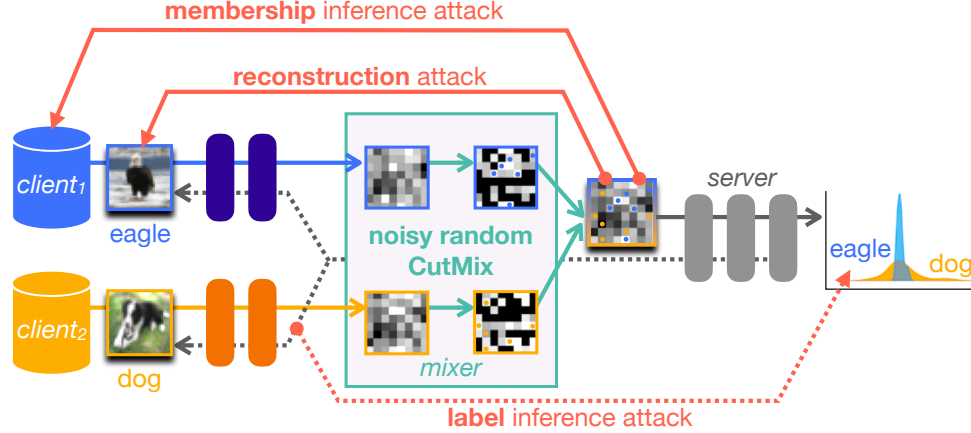 membership inference attack
reconstruction attack
client1
eagle
noisy random
CutMix
server
eagle
dog
client2
dog
mixer
label inference attack